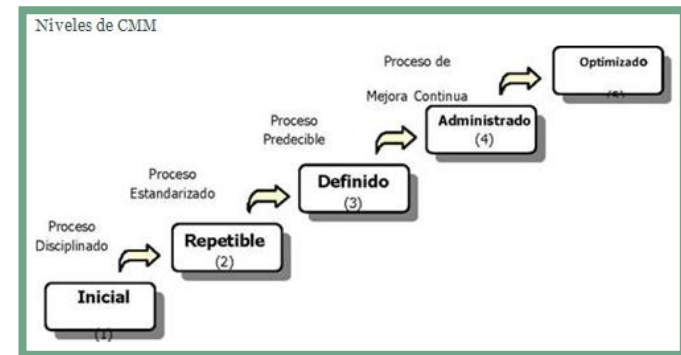 Niveles de CMM
Proceso de
Mejora Continua
Optimizado
(5)
Proceso
Predecible
Administrado
(4)
Proceso
Estandarizado
Definido
(3)
Proceso
Disciplinado
Repetible
(2)
Inicial
(1)